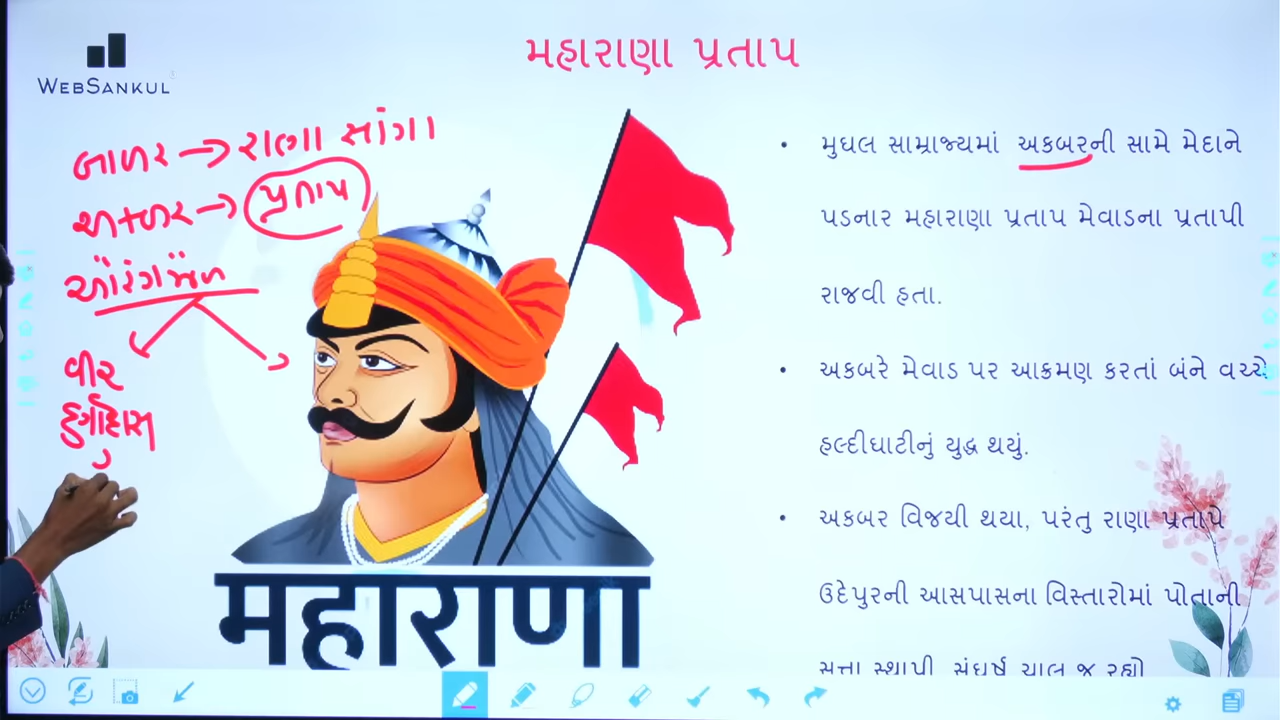 WEBSANKUL
મહારાણા પ્રતાપ
બાબર → રાણા સાંગા
અકબર → પ્રતાપ
ઔરંગઝેબ
વીર
દુર્ગાદાસ
• મુઘલ સામ્રાજ્યમાં અકબરની સામે મેદાને
પડનાર મહારાણા પ્રતાપ મેવાડના પ્રતાપી
રાજવી હતા.
• અકબરે મેવાડ પર આક્રમણ કરતાં બંને વચ્ચે
હલ્દીઘાટીનું યુદ્ધ થયું.
• અકબર વિજયી થયા, પરંતુ રાણા પ્રતાપે
ઉદેપુરની આસપાસના વિસ્તારોમાં પોતાની
સત્તા સ્થાપી સંઘર્ષ ચાલુ જ રહ્યો
महाराणा